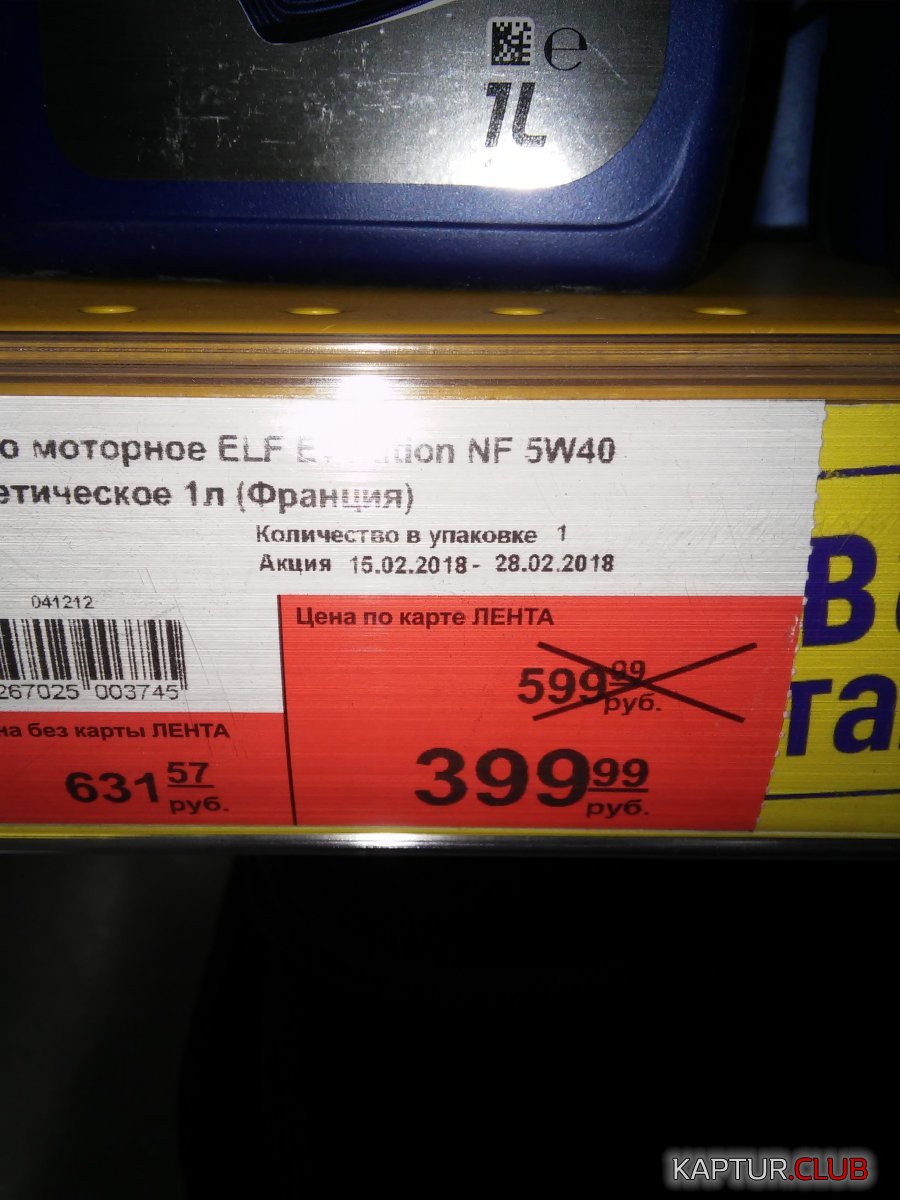 e
1L
о моторное ELF NF 5W40
етическое 1л (Франция)
Количество в упаковке 1
Акция 15.02.2018- 28.02.2018
041212
267025 003745
Цена по карте ЛЕНТА
599 99 руб.
399 99 руб.
на без карты ЛЕНТА
631 57 руб.
В
та
KAPTUR.CLUB